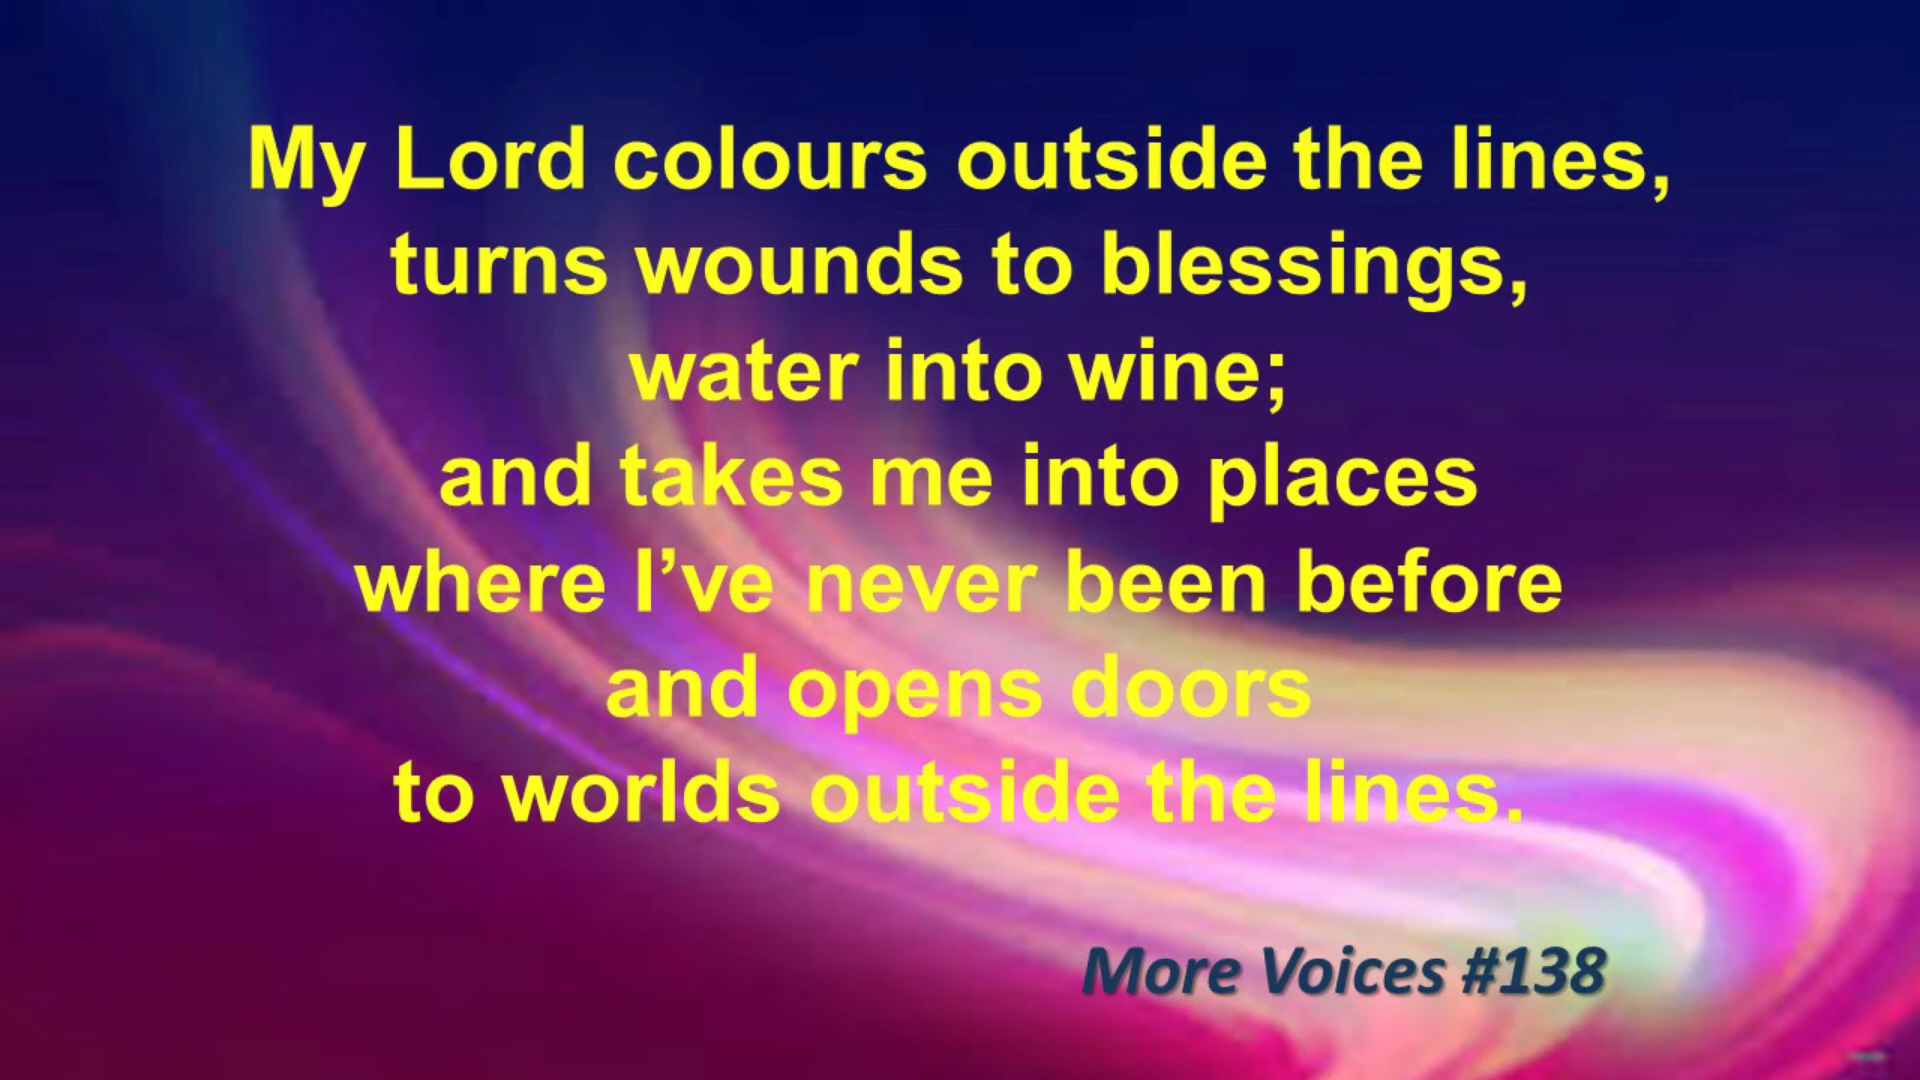 My Lord colours outside the lines,
turns wounds to blessings,
water into wine;
and takes me into places
where I’ve never been before
and opens doors
to worlds outside the lines.
More Voices #138